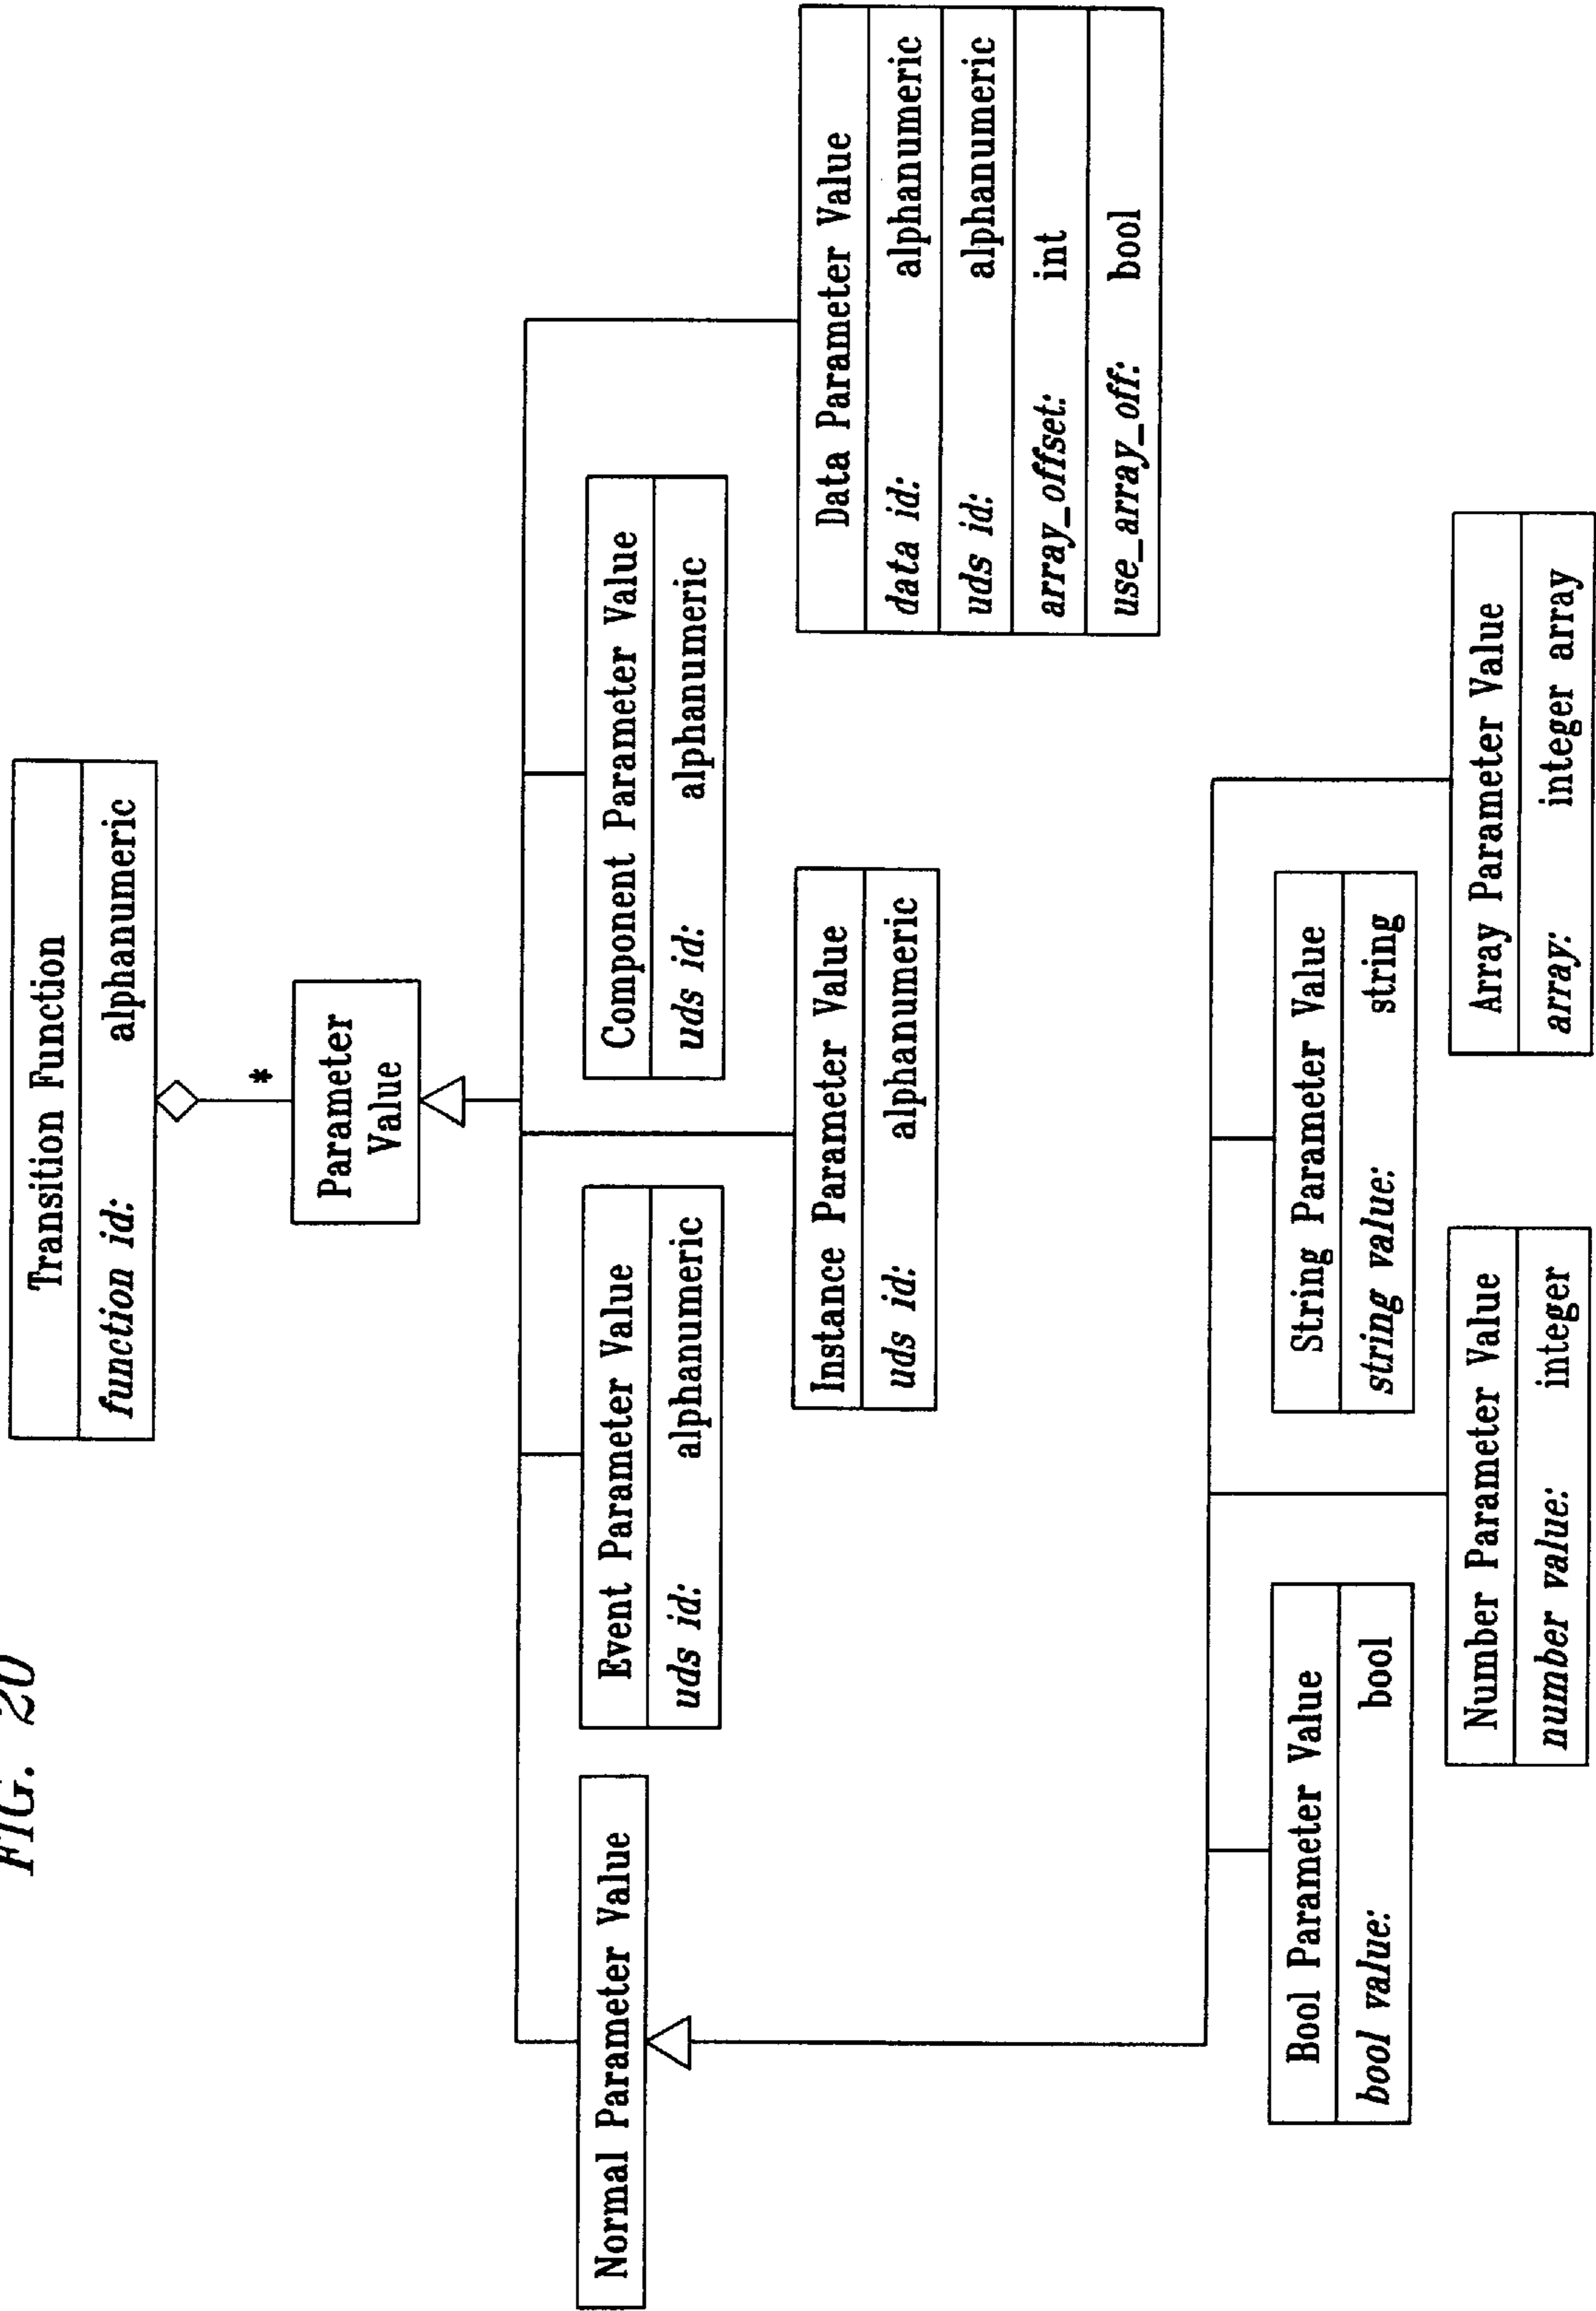 FIG. 20
Transition Function
function id: alphanumeric
*
Parameter
Value
Normal Parameter Value
Event Parameter Value
uds id: alphanumeric
Component Parameter Value
uds id: alphanumeric
Instance Parameter Value
uds id: alphanumeric
Data Parameter Value
data id: alphanumeric
uds id: alphanumeric
array_offset: int
use_array_off: bool
Bool Parameter Value
bool value: bool
String Parameter Value
string value: string
Number Parameter Value
number value: integer
Array Parameter Value
array: integer array